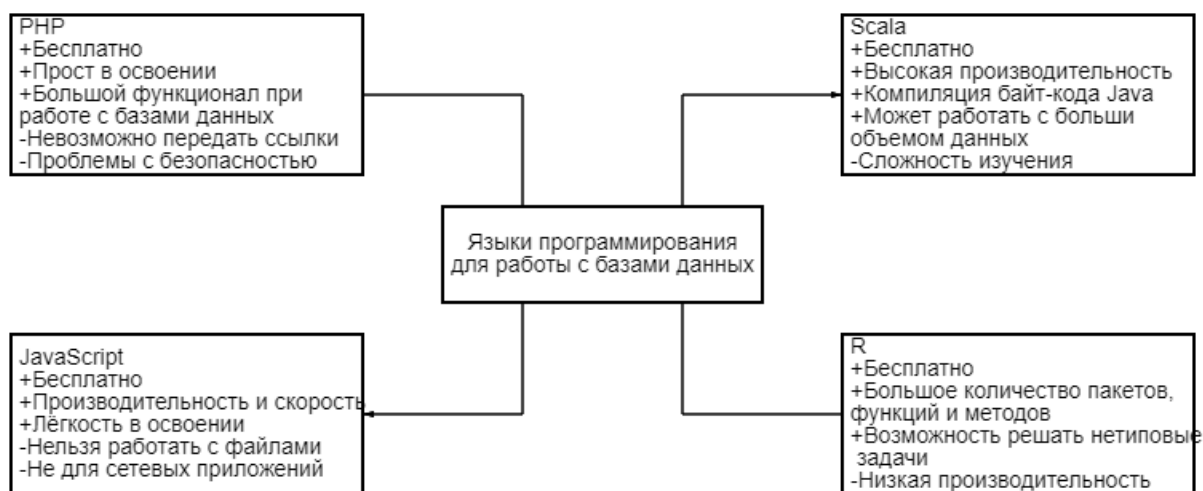 PHP
+Бесплатно
+Прост в освоении
+Большой функционал при
работе с базами данных
-Невозможно передать ссылки
-Проблемы с безопасностью
Scala
+Бесплатно
+Высокая производительность
+Компиляция байт-кода Java
+Может работать с больши
объемом данных
-Сложность изучения
Языки программирования
для работы с базами данных
JavaScript
+Бесплатно
+Производительность и скорость
+Лёгкость в освоении
-Нельзя работать с файлами
-Не для сетевых приложений
R
+Бесплатно
+Большое количество пакетов,
функций и методов
+Возможность решать нетиповые
задачи
-Низкая производительность